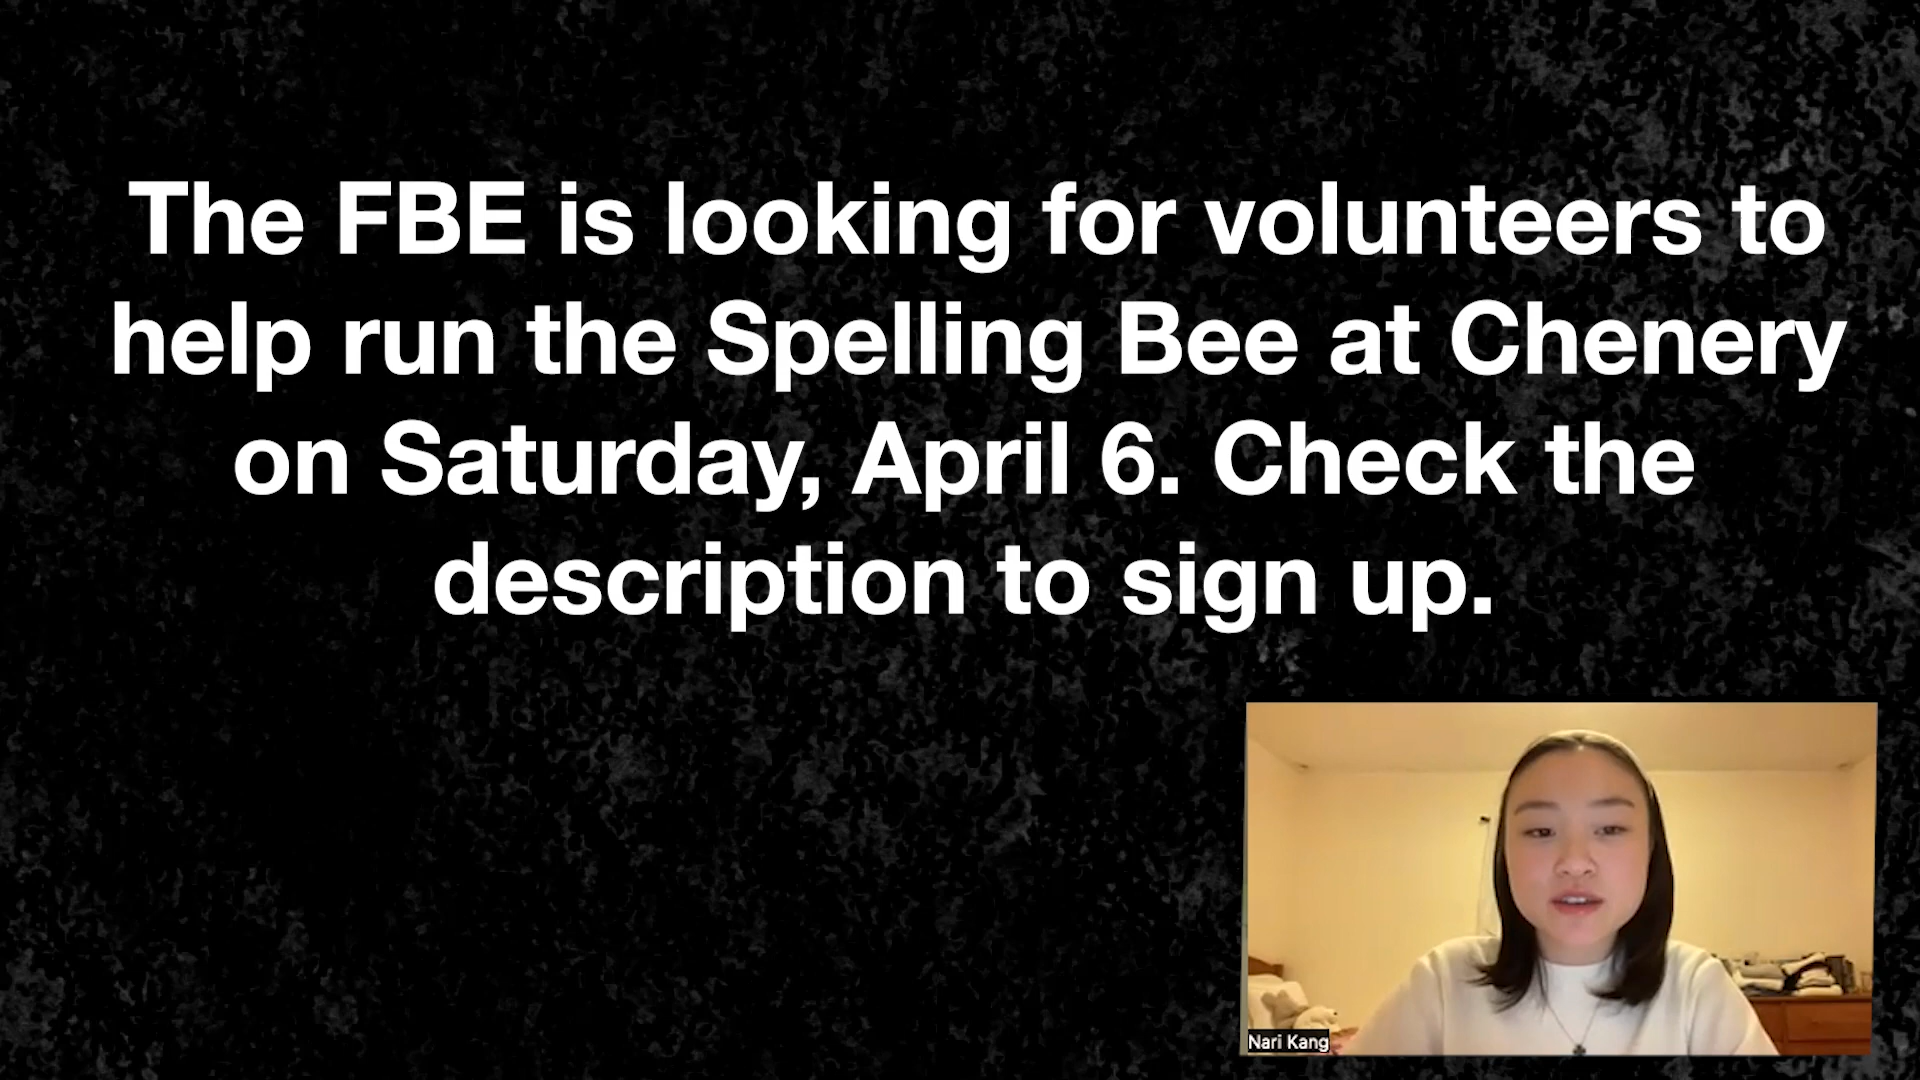 The FBE is looking for volunteers to
help run the Spelling Bee at Chenery
on Saturday, April 6. Check the
description to sign up.
Nari Kang